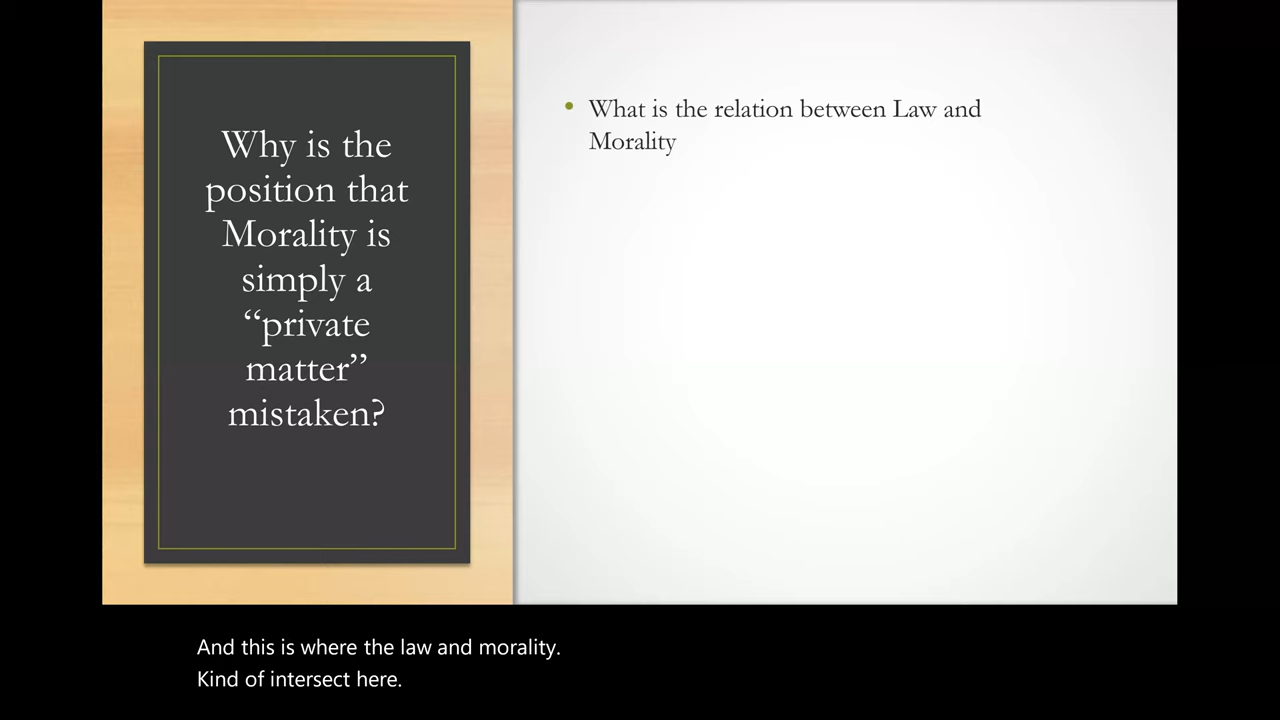 Why is the
position that
Morality is
simply a
“private
matter”
mistaken?
• What is the relation between Law and
Morality
And this is where the law and morality.
Kind of intersect here.